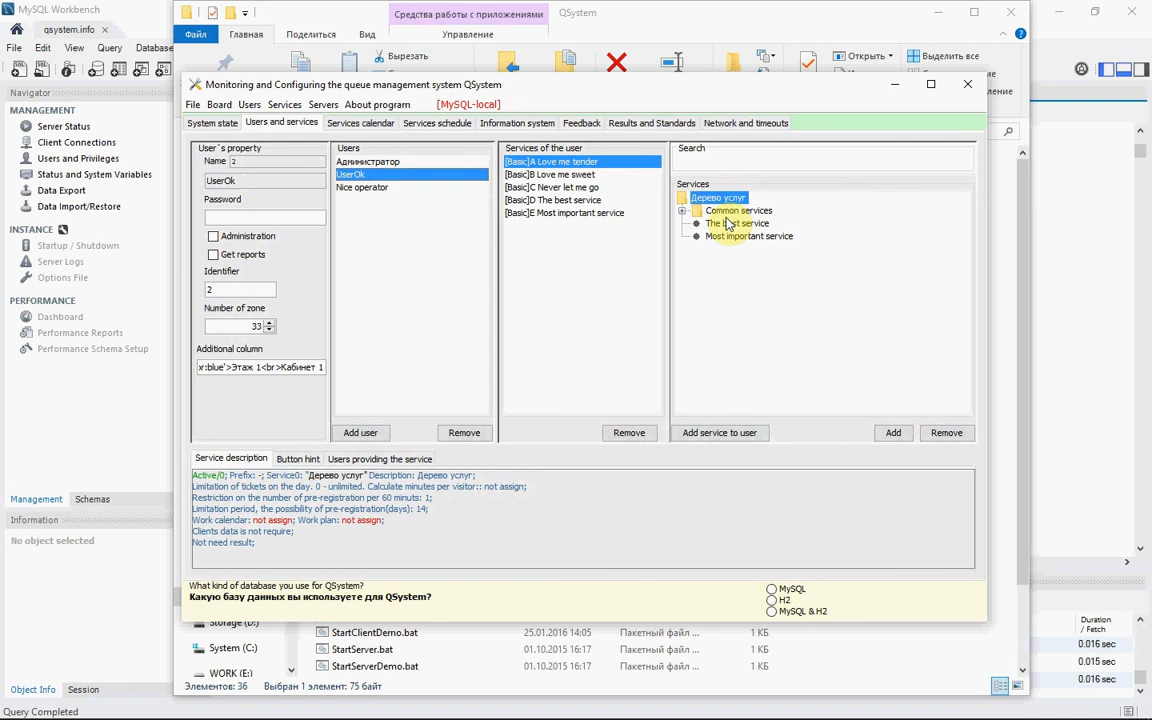 MySQL Workbench
qsystem.info
File Edit View Query Database
Navigator
MANAGEMENT
Server Status
Client Connections
Users and Privileges
Status and System Variables
Data Export
Data Import/Restore
INSTANCE
Startup / Shutdown
Server Logs
Options File
PERFORMANCE
Dashboard
Performance Reports
Performance Schema Setup
Management Schemas
Information
No object selected
Object Info Session
Query Completed
Средства работы с приложениями QSystem
Файл Главная Поделиться Вид Управление
Вырезать
Открыть
Выделить все
Monitoring and Configuring the queue management system QSystem
File Board Users Services Servers About program [MySQL-local]
System state Users and services Services calendar Services schedule Information system Feedback Results and Standards Network and timeouts
User`s property
Name 2
UserOk
Password
Administration
Get reports
Identifier
2
Number of zone
33
Additional column
or:blue'>Этаж 1<br>Кабинет 1
Users
Администратор
UserOk
Nice operator
Add user Remove
Services of the user
[Basic]A Love me tender
[Basic]B Love me sweet
[Basic]C Never let me go
[Basic]D The best service
[Basic]E Most important service
Remove
Search
Services
Дерево услуг
Common services
The best service
Most important service
Add service to user Add Remove
Service description Button hint Users providing the service
Active/0; Prefix: -; Service0: "Дерево услуг" Description: Дерево услуг;
Limitation of tickets on the day. 0 - unlimited. Calculate minutes per visitor:: not assign;
Restriction on the number of pre-registration per 60 minuts: 1;
Limitation period, the possibility of pre-registration(days): 14;
Work calendar: not assign; Work plan: not assign;
Clients data is not require;
Not need result;
What kind of database you use for QSystem?
Какую базу данных вы используете для QSystem?
MySQL
H2
MySQL & H2
Storage (D:)
System (C:)
WORK (E:)
StartClientDemo.bat 25.01.2016 14:05 Пакетный файл ... 1 КБ
StartServer.bat 01.10.2015 16:17 Пакетный файл ... 1 КБ
StartServerDemo.bat 01.10.2015 16:17 Пакетный файл ... 1 КБ
Элементов: 36 Выбран 1 элемент: 75 байт
Duration
/ Fetch
0.016 sec
0.015 sec
0.016 sec